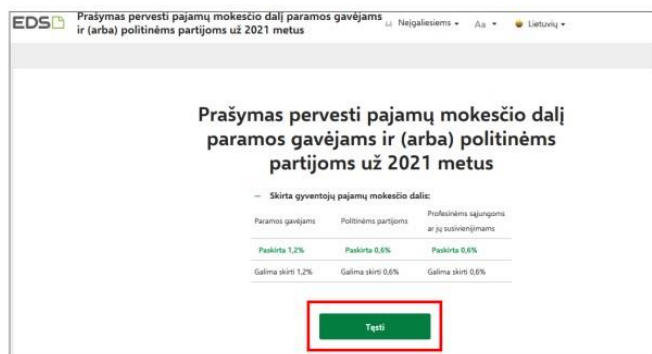 EDS
Prašymas pervesti pajamų mokesčio dalį paramos gavėjams
ir (arba) politinėms partijoms už 2021 metus
Neįgaliesiems
Aa
Lietuvių
Prašymas pervesti pajamų mokesčio dalį
paramos gavėjams ir (arba) politinėms
partijoms už 2021 metus
– Skirta gyventojų pajamų mokesčio dalis:
Paramos gavėjams Politinėms partijoms Profesinėms sąjungoms
ar jų susivienijimams
Paskirta 1,2% Paskirta 0,6% Paskirta 0,6%
Galima skirti 1,2% Galima skirti 0,6% Galima skirti 0,6%
Tęsti